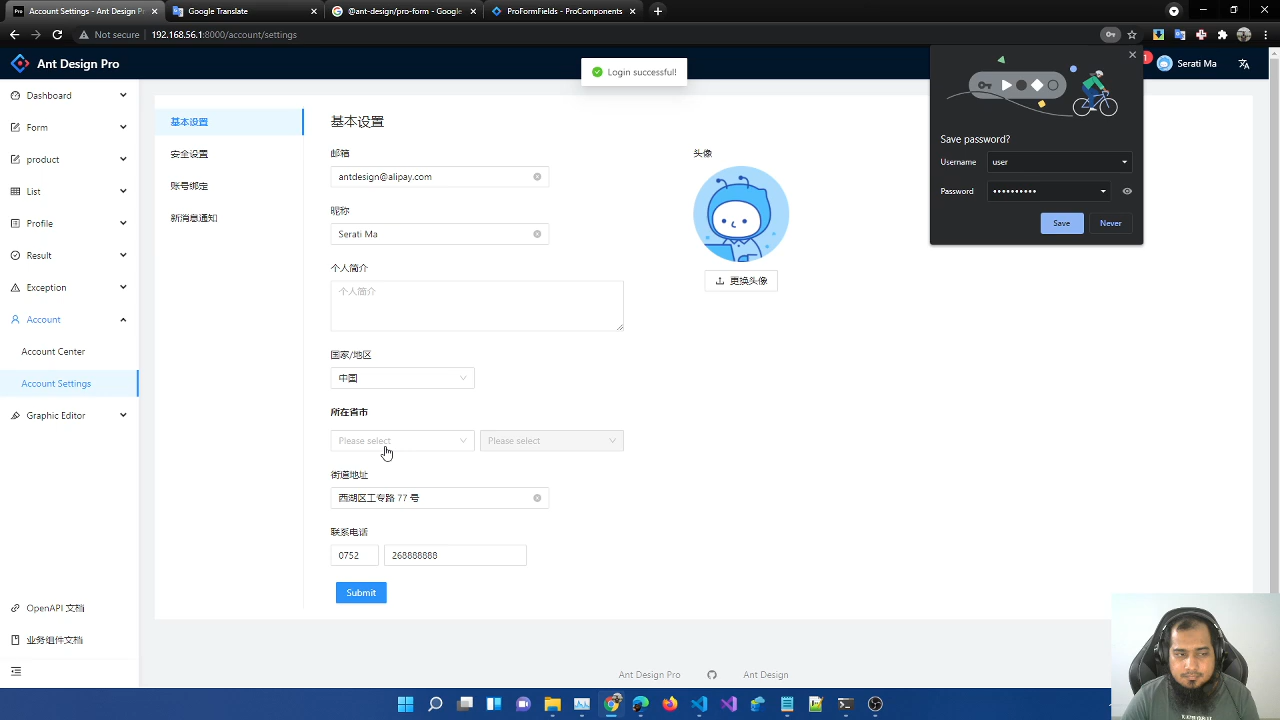 Accounts Settings - Ant Design Pro
Google Translate
@ant-design/pro-form - Google
ProFormFields - ProComponents
Not secure
192.168.56.1:8000/account/settings
Ant Design Pro
Login successful!
1
Serati Ma
Save password?
Username
user
Password
••••••••••
Save
Never
Dashboard
Form
product
List
Profile
Result
Exception
Account
Account Center
Account Settings
Graphic Editor
OpenAPI 文档
业务组件文档
基本设置
安全设置
账号绑定
新消息通知
基本设置
邮箱
antdesign@alipay.com
昵称
Serati Ma
个人简介
个人简介
国家/地区
中国
所在省市
Please select
Please select
街道地址
西湖区工专路 77 号
联系电话
0752
268888888
Submit
头像
更换头像
Ant Design Pro
Ant Design